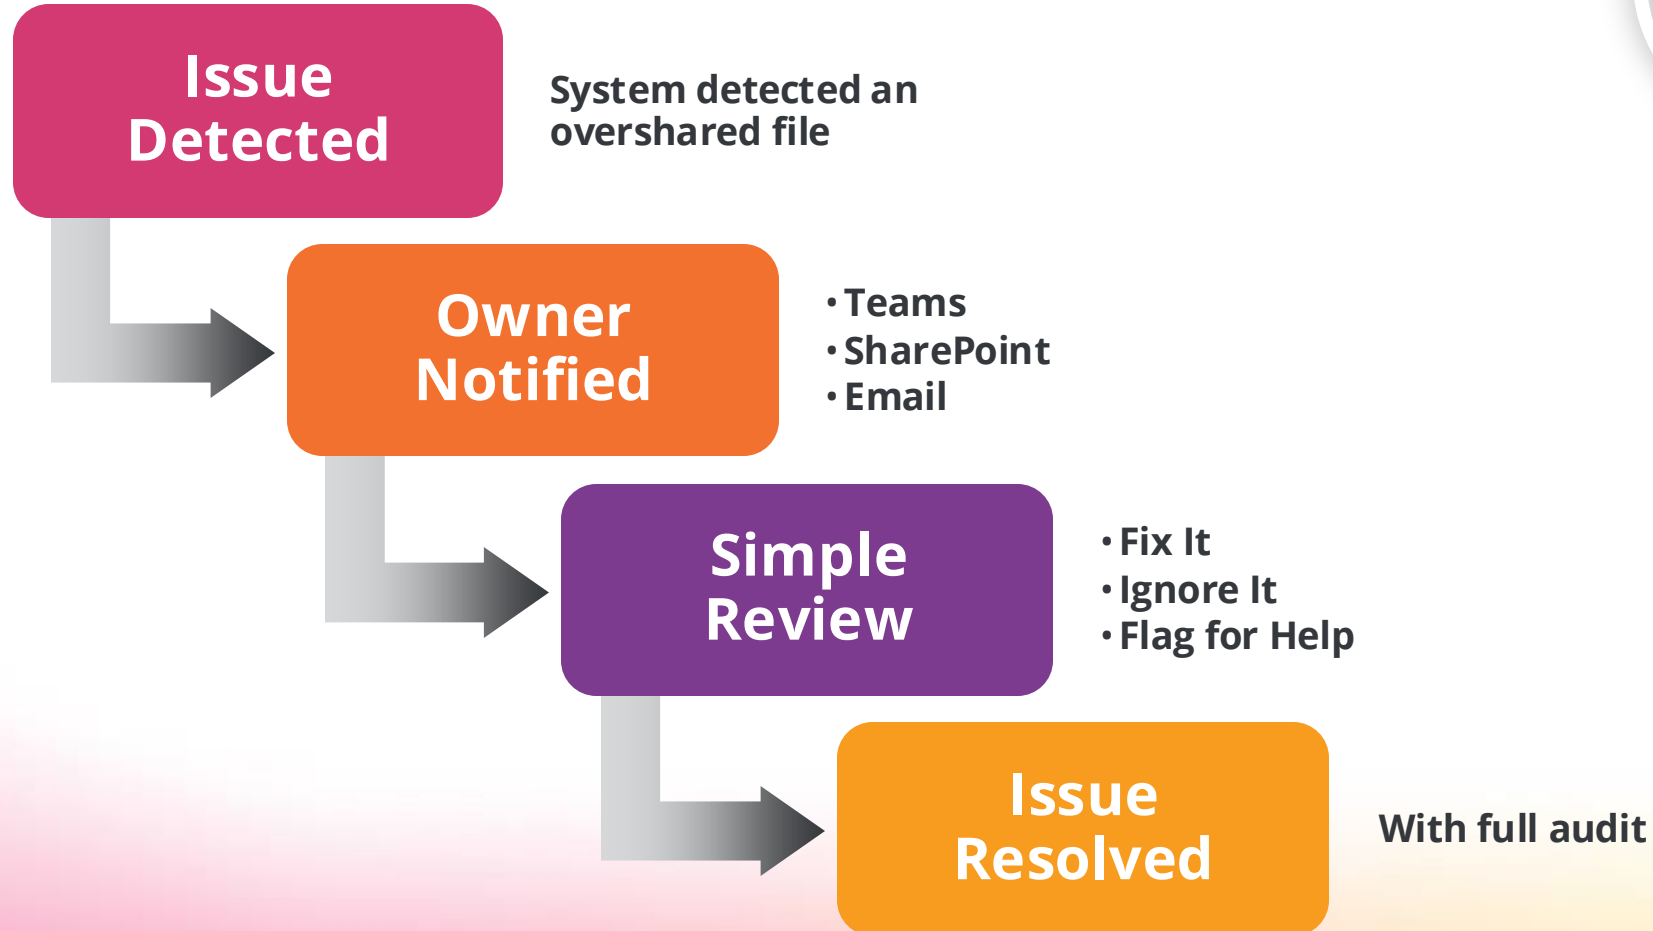 Issue
Detected
System detected an
overshared file
Owner
Notified
• Teams
• SharePoint
• Email
Simple
Review
• Fix It
• Ignore It
• Flag for Help
Issue
Resolved
With full audit